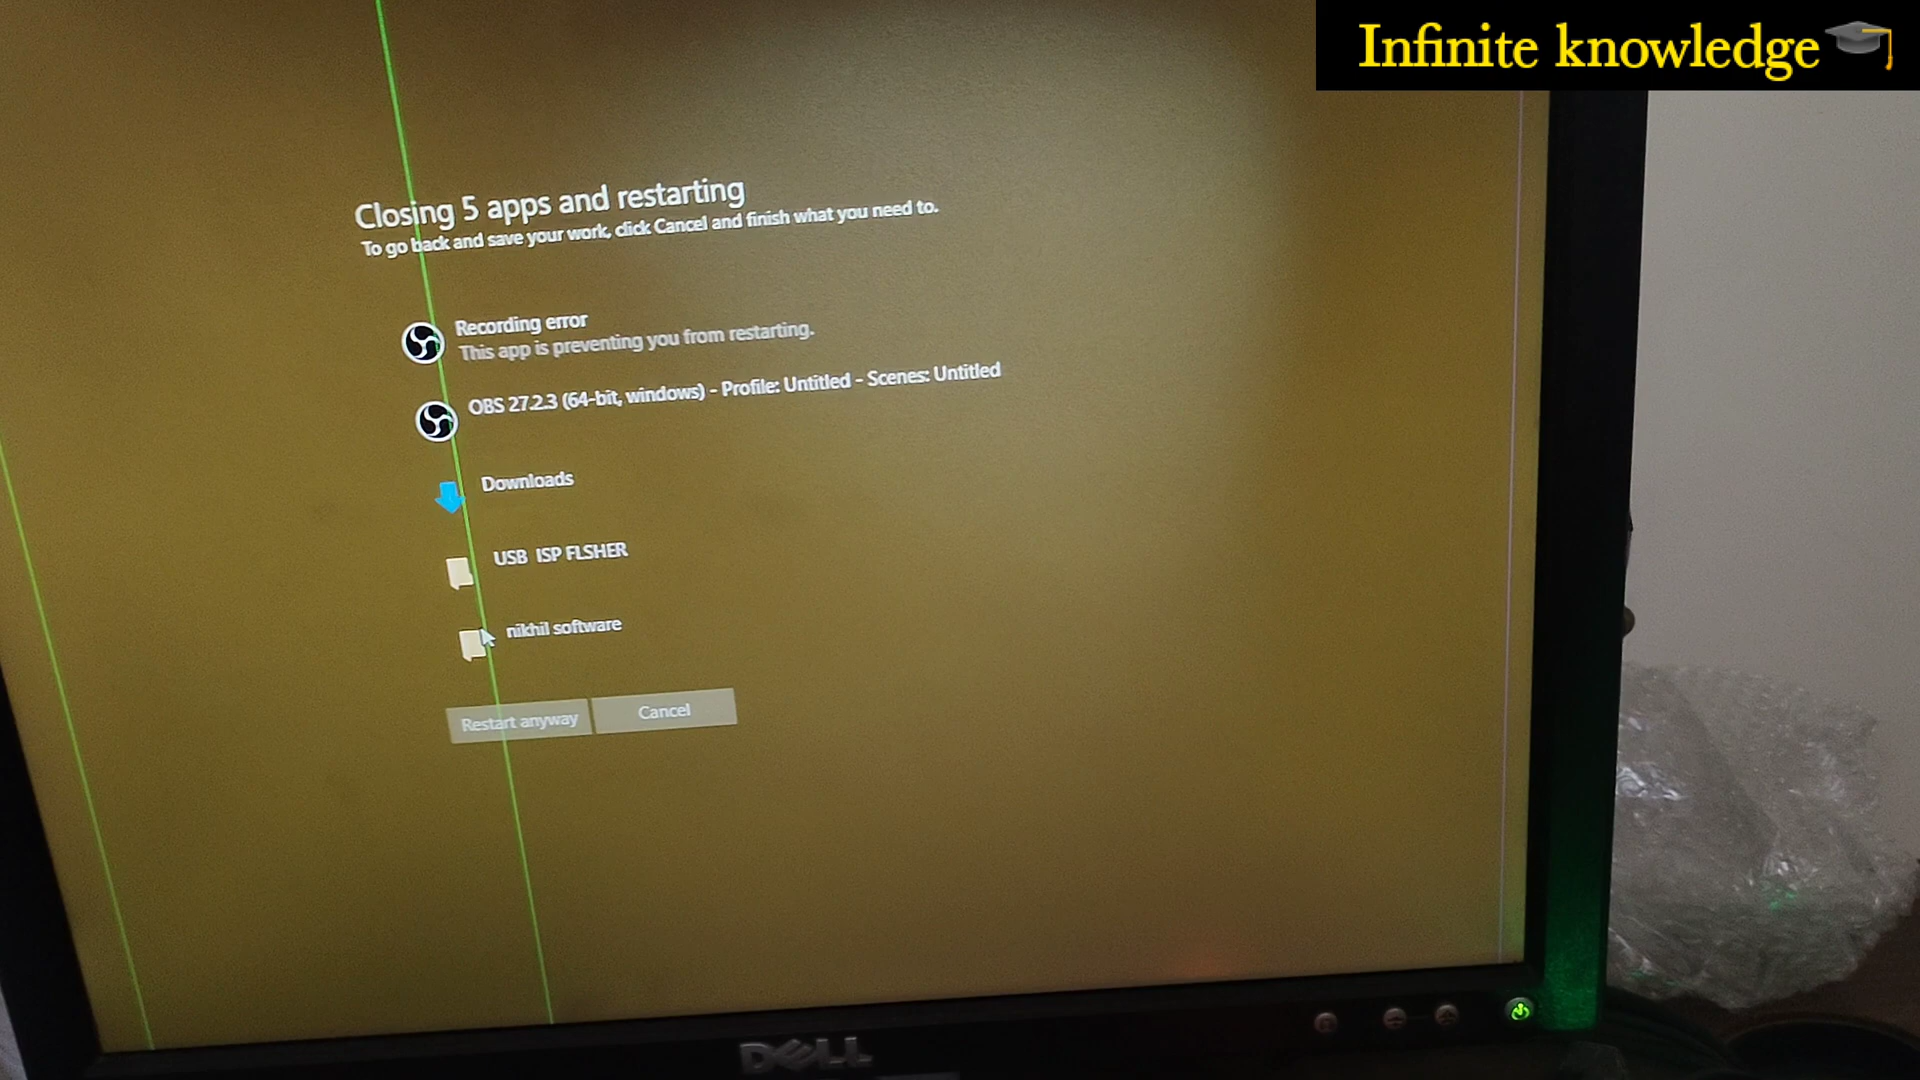 Infinite knowledge
Closing 5 apps and restarting
To go back and save your work, click Cancel and finish what you need to.
Recording error
This app is preventing you from restarting.
OBS 27.2.3 (64-bit, windows) - Profile: Untitled - Scenes: Untitled
Downloads
USB ISP FLSHER
nikhil software
Restart anyway
Cancel
DELL